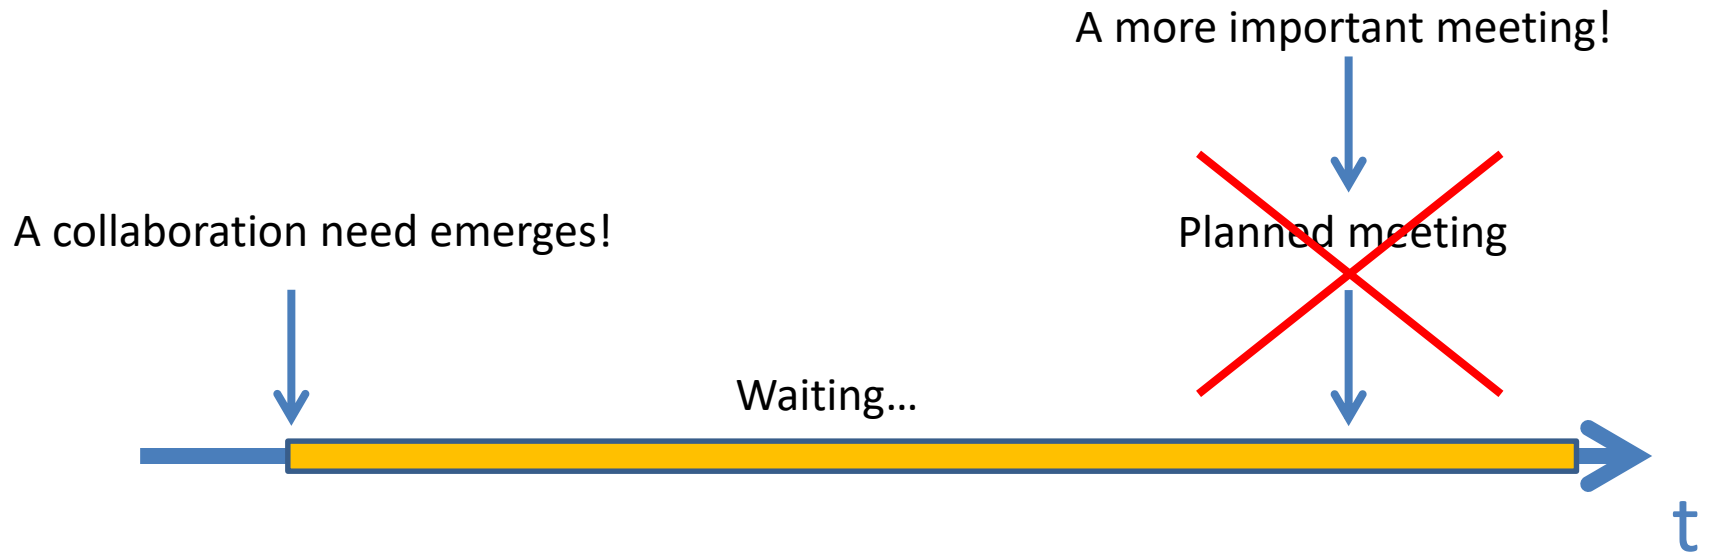 A more important meeting!
A collaboration need emerges!
Planned meeting
Waiting…
t